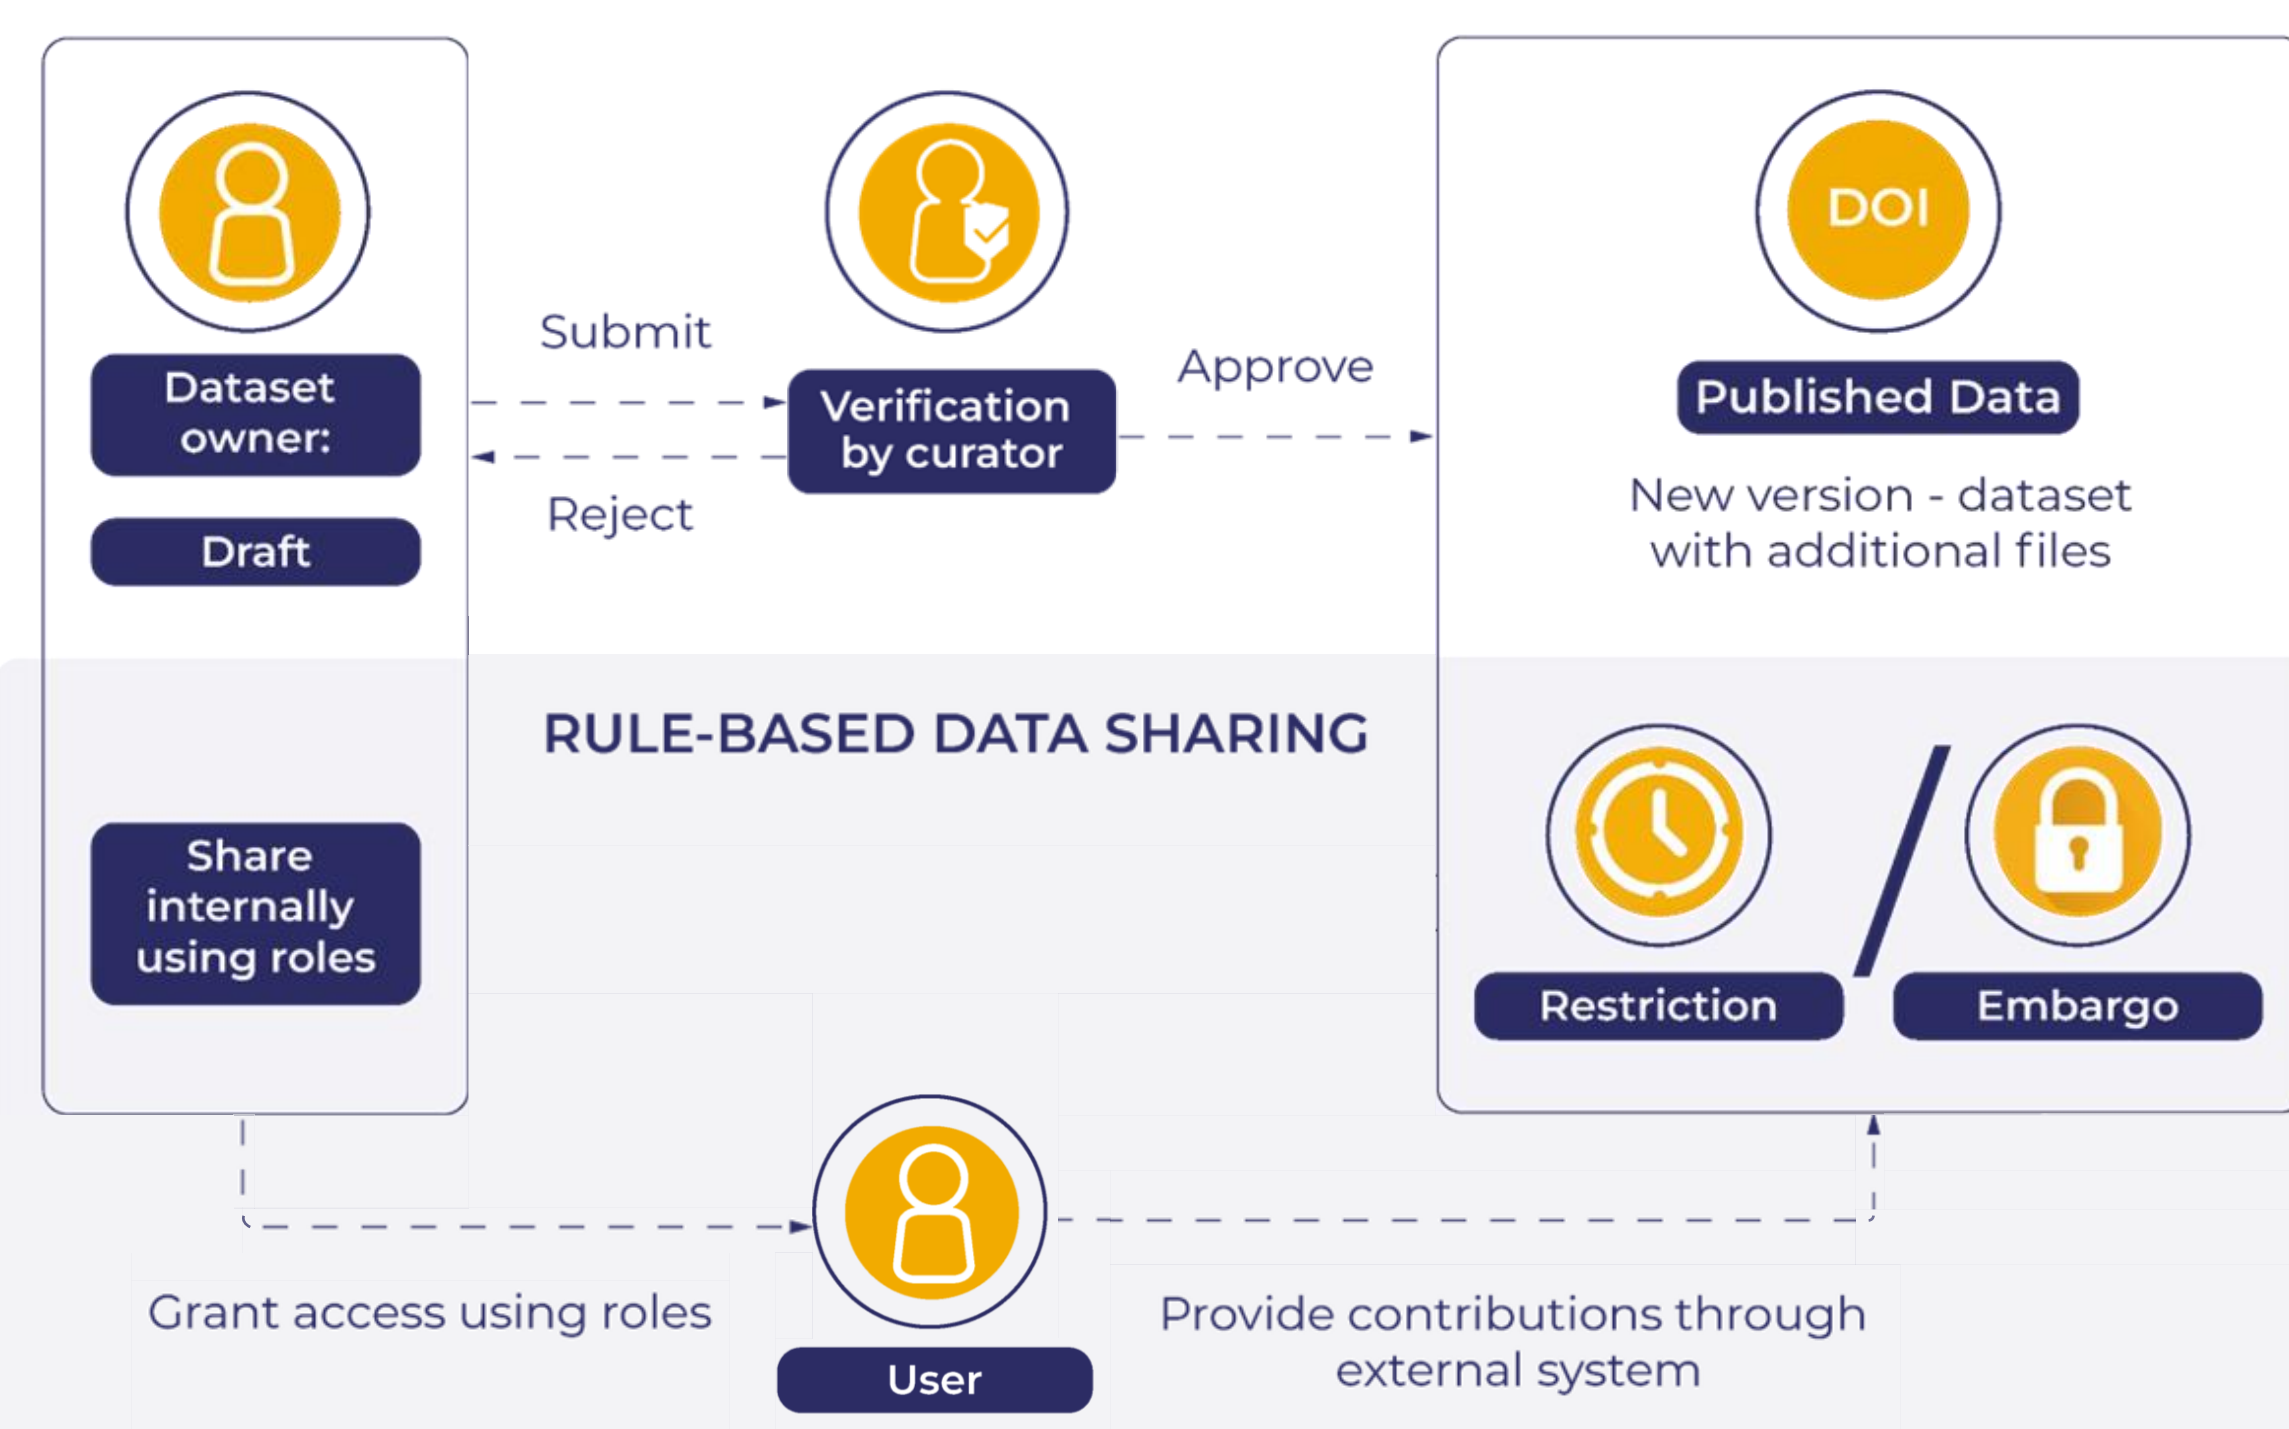 Dataset
owner:
Draft
Submit
Reject
Verification
by curator
Approve
DOI
Published Data
New version - dataset
with additional files
RULE-BASED DATA SHARING
Share
internally
using roles
Restriction
Embargo
Grant access using roles
User
Provide contributions through
external system